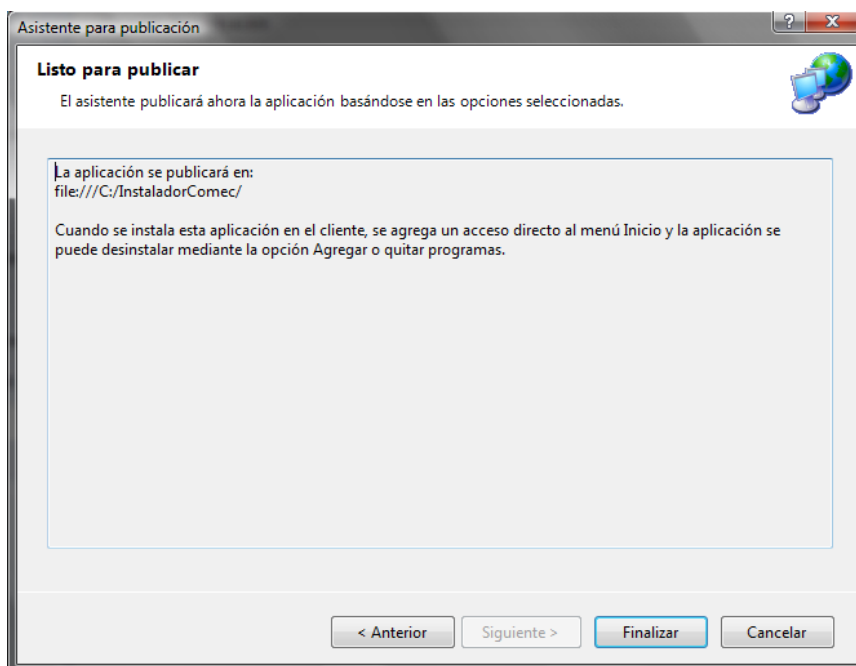 Asistente para publicación
?
Listo para publicar
El asistente publicará ahora la aplicación basándose en las opciones seleccionadas.
La aplicación se publicará en:
file:///C:/InstaladorComec/
Cuando se instala esta aplicación en el cliente, se agrega un acceso directo al menú Inicio y la aplicación se
puede desinstalar mediante la opción Agregar o quitar programas.
< Anterior
Siguiente >
Finalizar
Cancelar